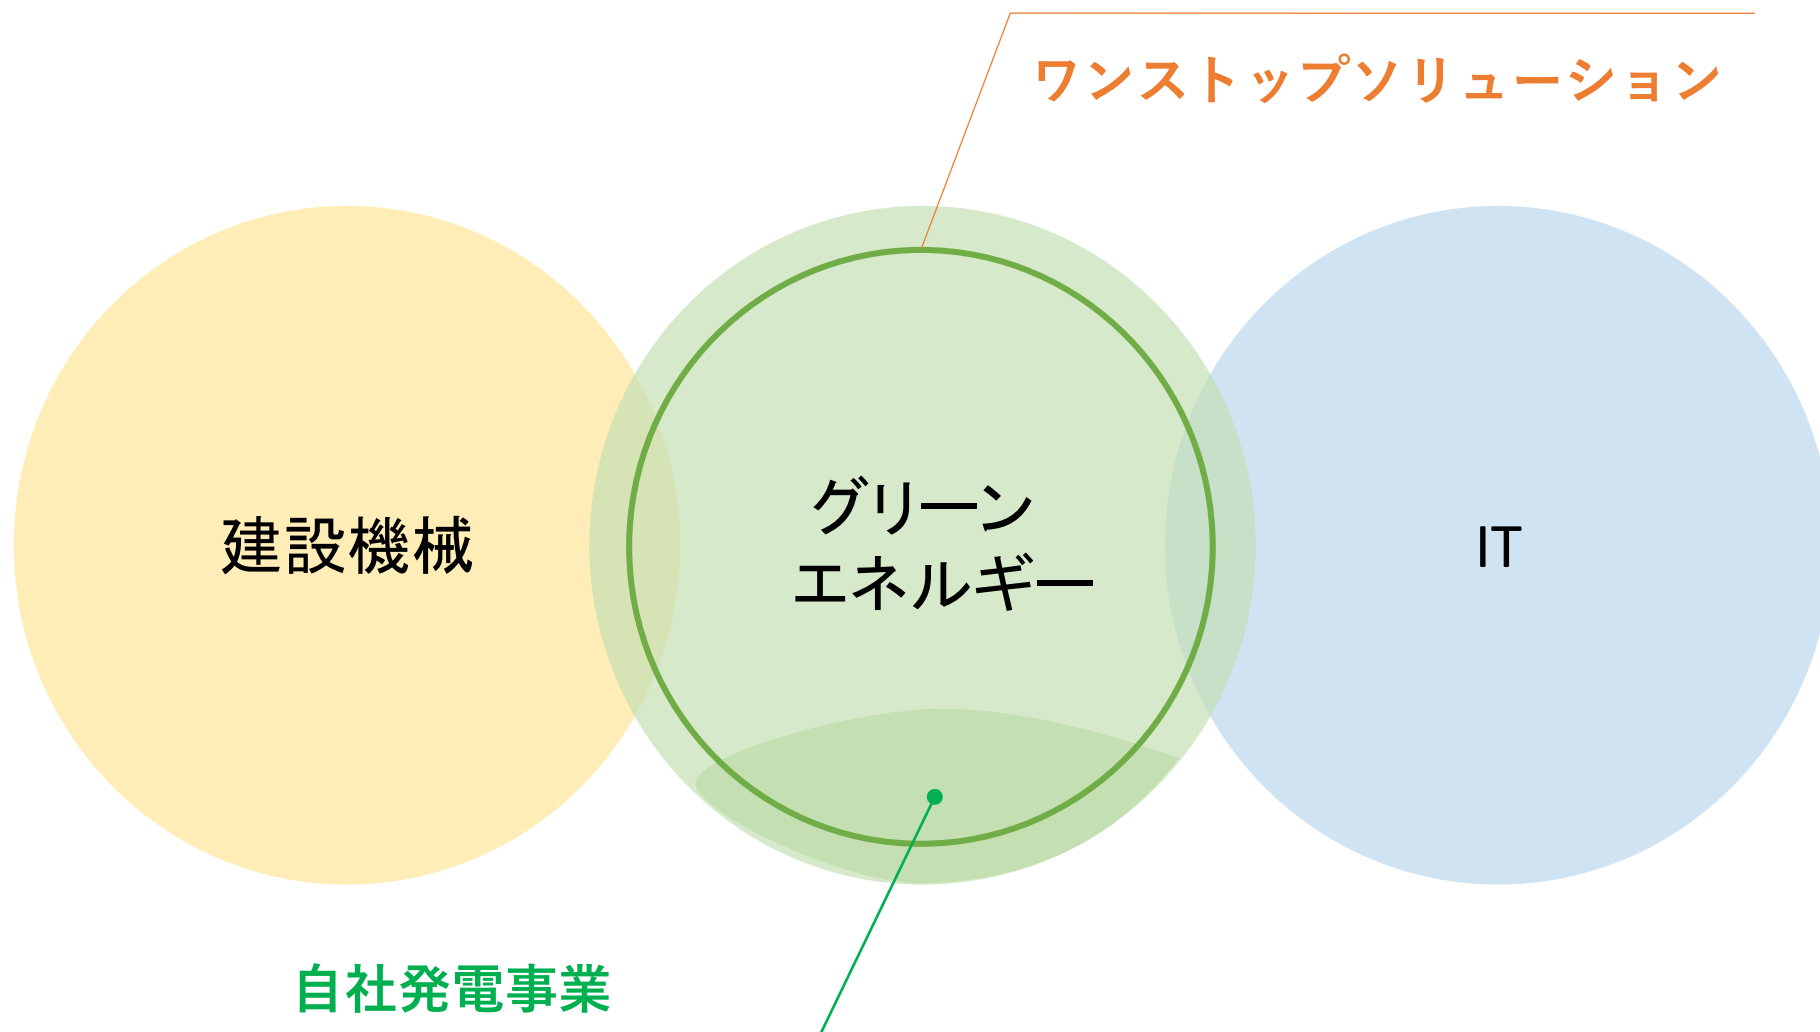 ワンストップソリューション
建設機械
グリーン
エネルギー
IT
自社発電事業